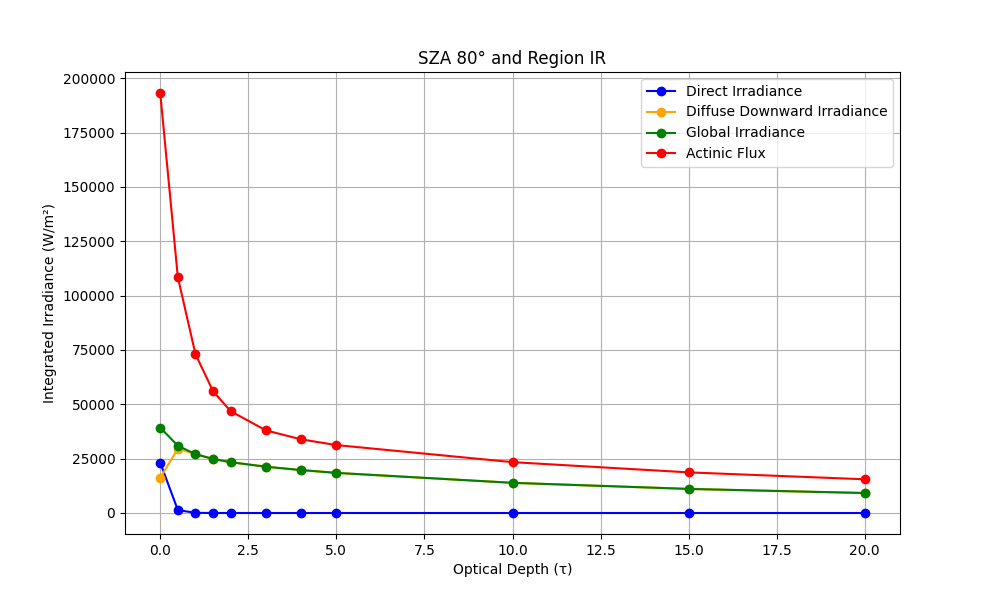 SZA 80° and Region IR
Direct Irradiance
Diffuse Downward Irradiance
Global Irradiance
Actinic Flux
Integrated Irradiance (W/m²)
200000
175000
150000
125000
100000
75000
50000
25000
0
0.0 2.5 5.0 7.5 10.0 12.5 15.0 17.5 20.0
Optical Depth (τ)